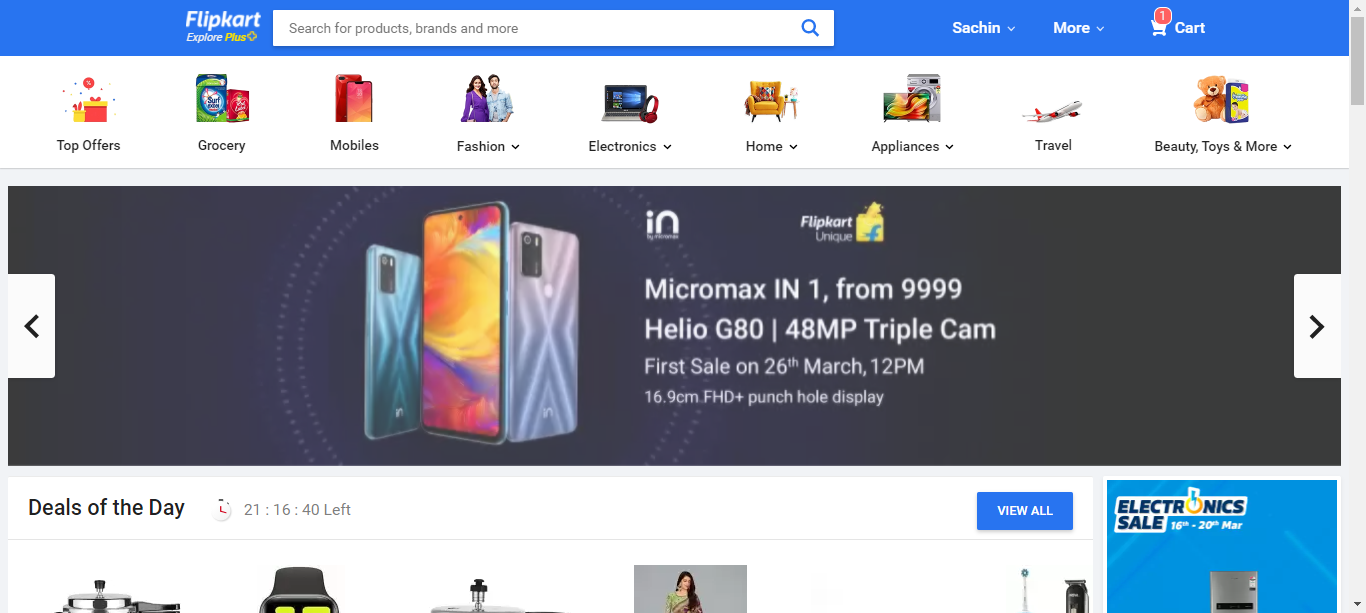 Flipkart
Explore Plus
Search for products, brands and more
Sachin
More
1
Cart
Top Offers
Grocery
Mobiles
Fashion
Electronics
Home
Appliances
Travel
Beauty, Toys & More
in
by micromax
Flipkart
Unique
Micromax IN 1, from 9999
Helio G80 | 48MP Triple Cam
First Sale on 26th March, 12PM
16.9cm FHD+ punch hole display
Deals of the Day
21 : 16 : 40 Left
VIEW ALL
ELECTRONICS
SALE 16th - 20th Mar